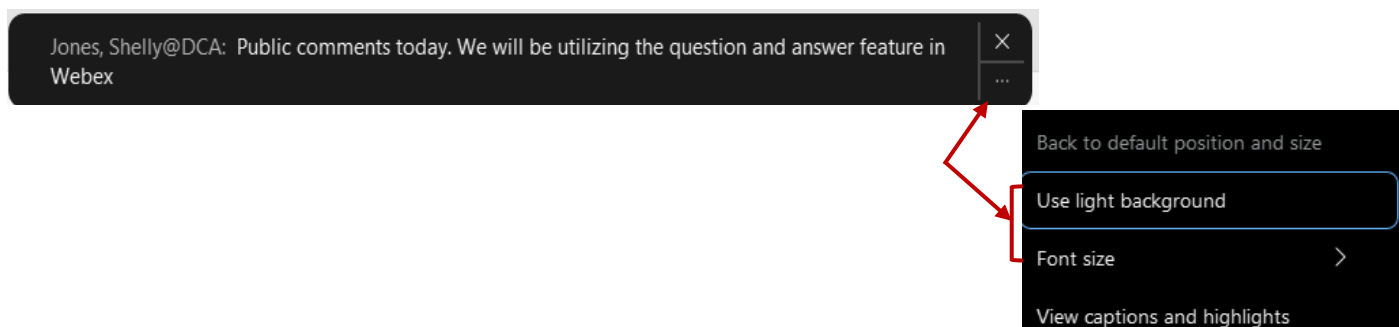 Jones, Shelly@DCA: Public comments today. We will be utilizing the question and answer feature in
Webex
...
Back to default position and size
Use light background
Font size
View captions and highlights